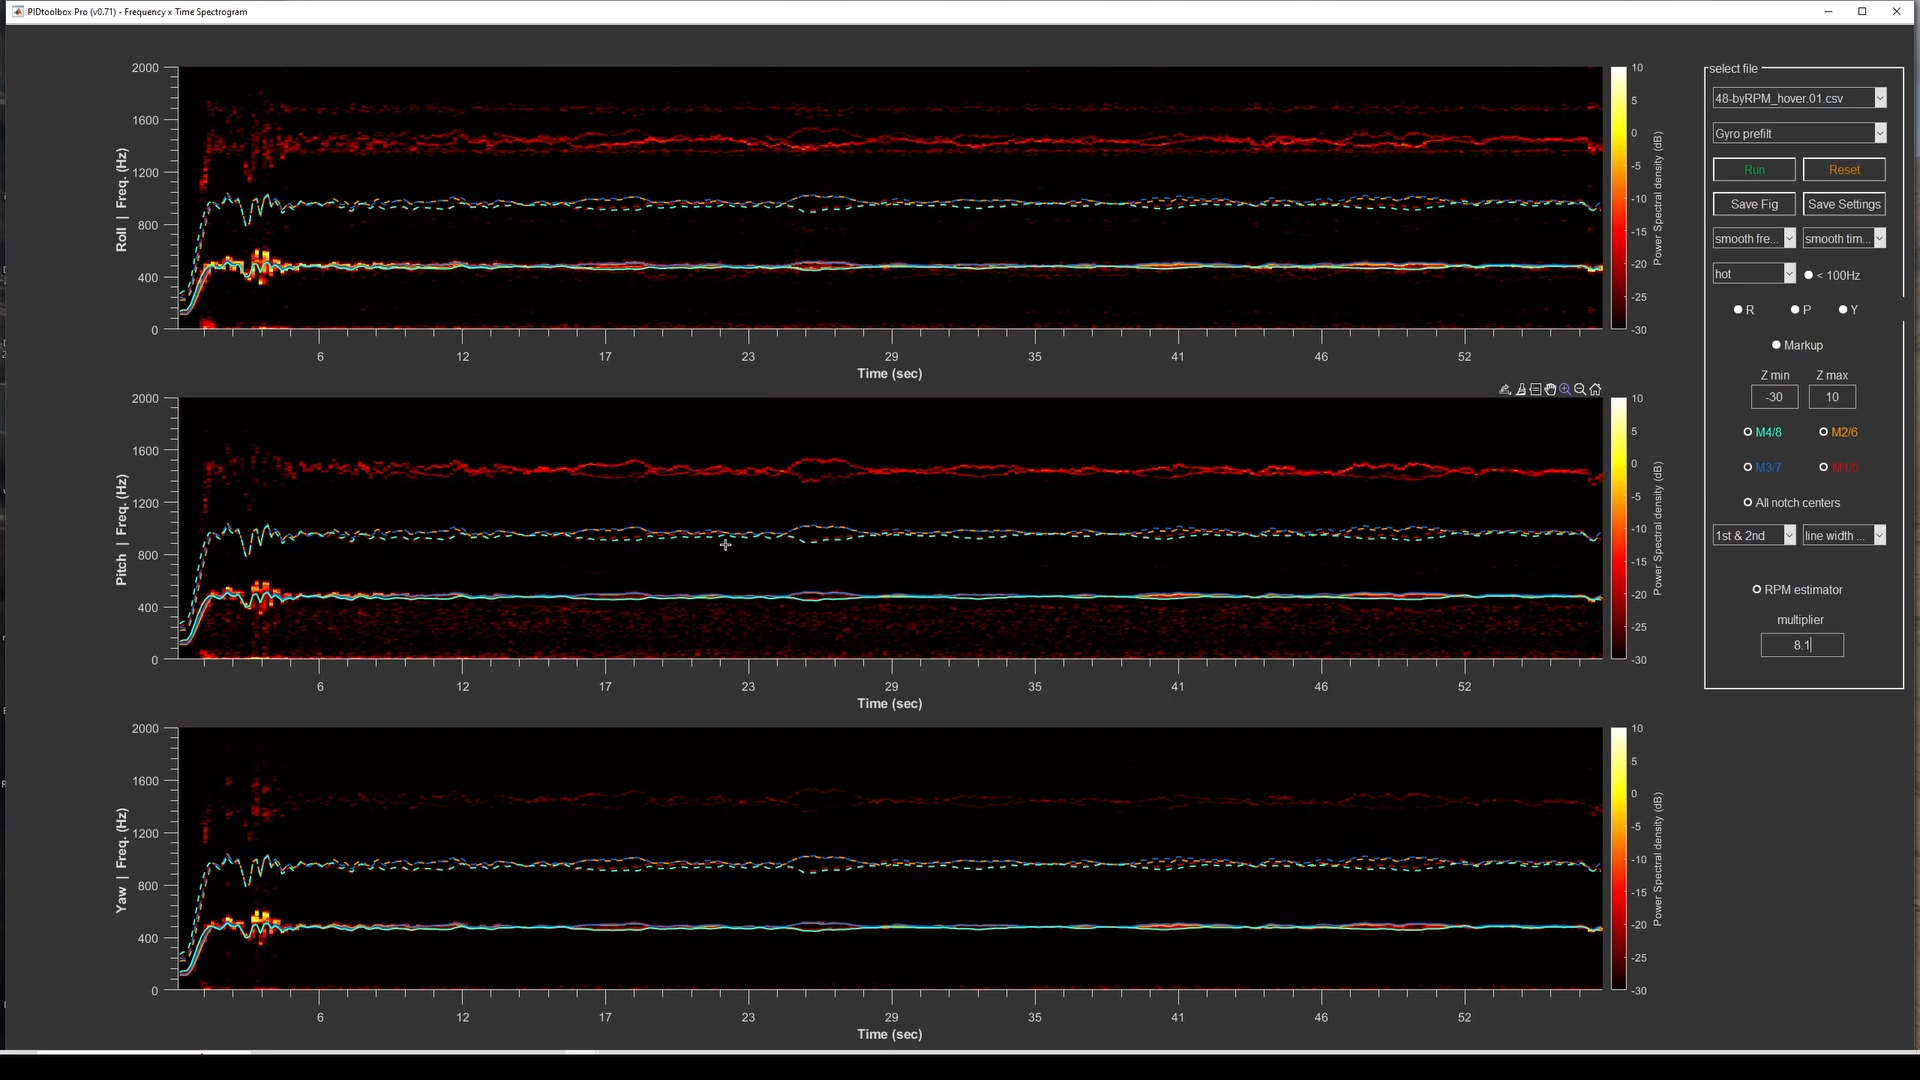 PIDtoolbox Pro (v0.71) - Frequency x Time Spectrogram
2000
1600
1200
800
400
0
Roll | Freq. (Hz)
6 12 17 23 29 35 41 46 52
Time (sec)
10
5
0
-5
-10
-15
-20
-25
-30
Power Spectral density (dB)
2000
1600
1200
800
400
0
Pitch | Freq. (Hz)
6 12 17 23 29 35 41 46 52
Time (sec)
10
5
0
-5
-10
-15
-20
-25
-30
Power Spectral density (dB)
2000
1600
1200
800
400
0
Yaw | Freq. (Hz)
6 12 17 23 29 35 41 46 52
Time (sec)
10
5
0
-5
-10
-15
-20
-25
-30
Power Spectral density (dB)
select file
48-byRPM_hover.01.csv
Gyro prefilt
Run Reset
Save Fig Save Settings
smooth fre... smooth tim...
hot < 100Hz
R P Y
Markup
Z min Z max
-30 10
M4/8 M2/6
M3/7 M1/5
All notch centers
1st & 2nd line width ...
RPM estimator
multiplier
8.1